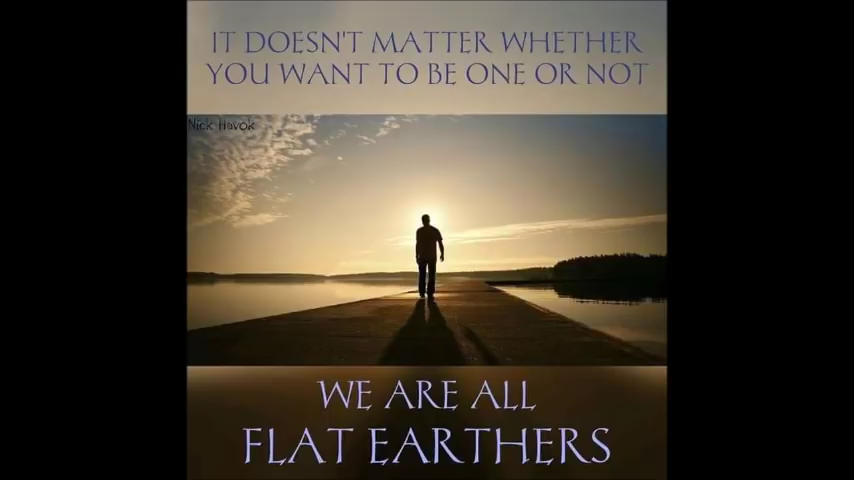 IT DOESN'T MATTER WHETHER
YOU WANT TO BE ONE OR NOT
Nick Havok
WE ARE ALL
FLAT EARTHERS